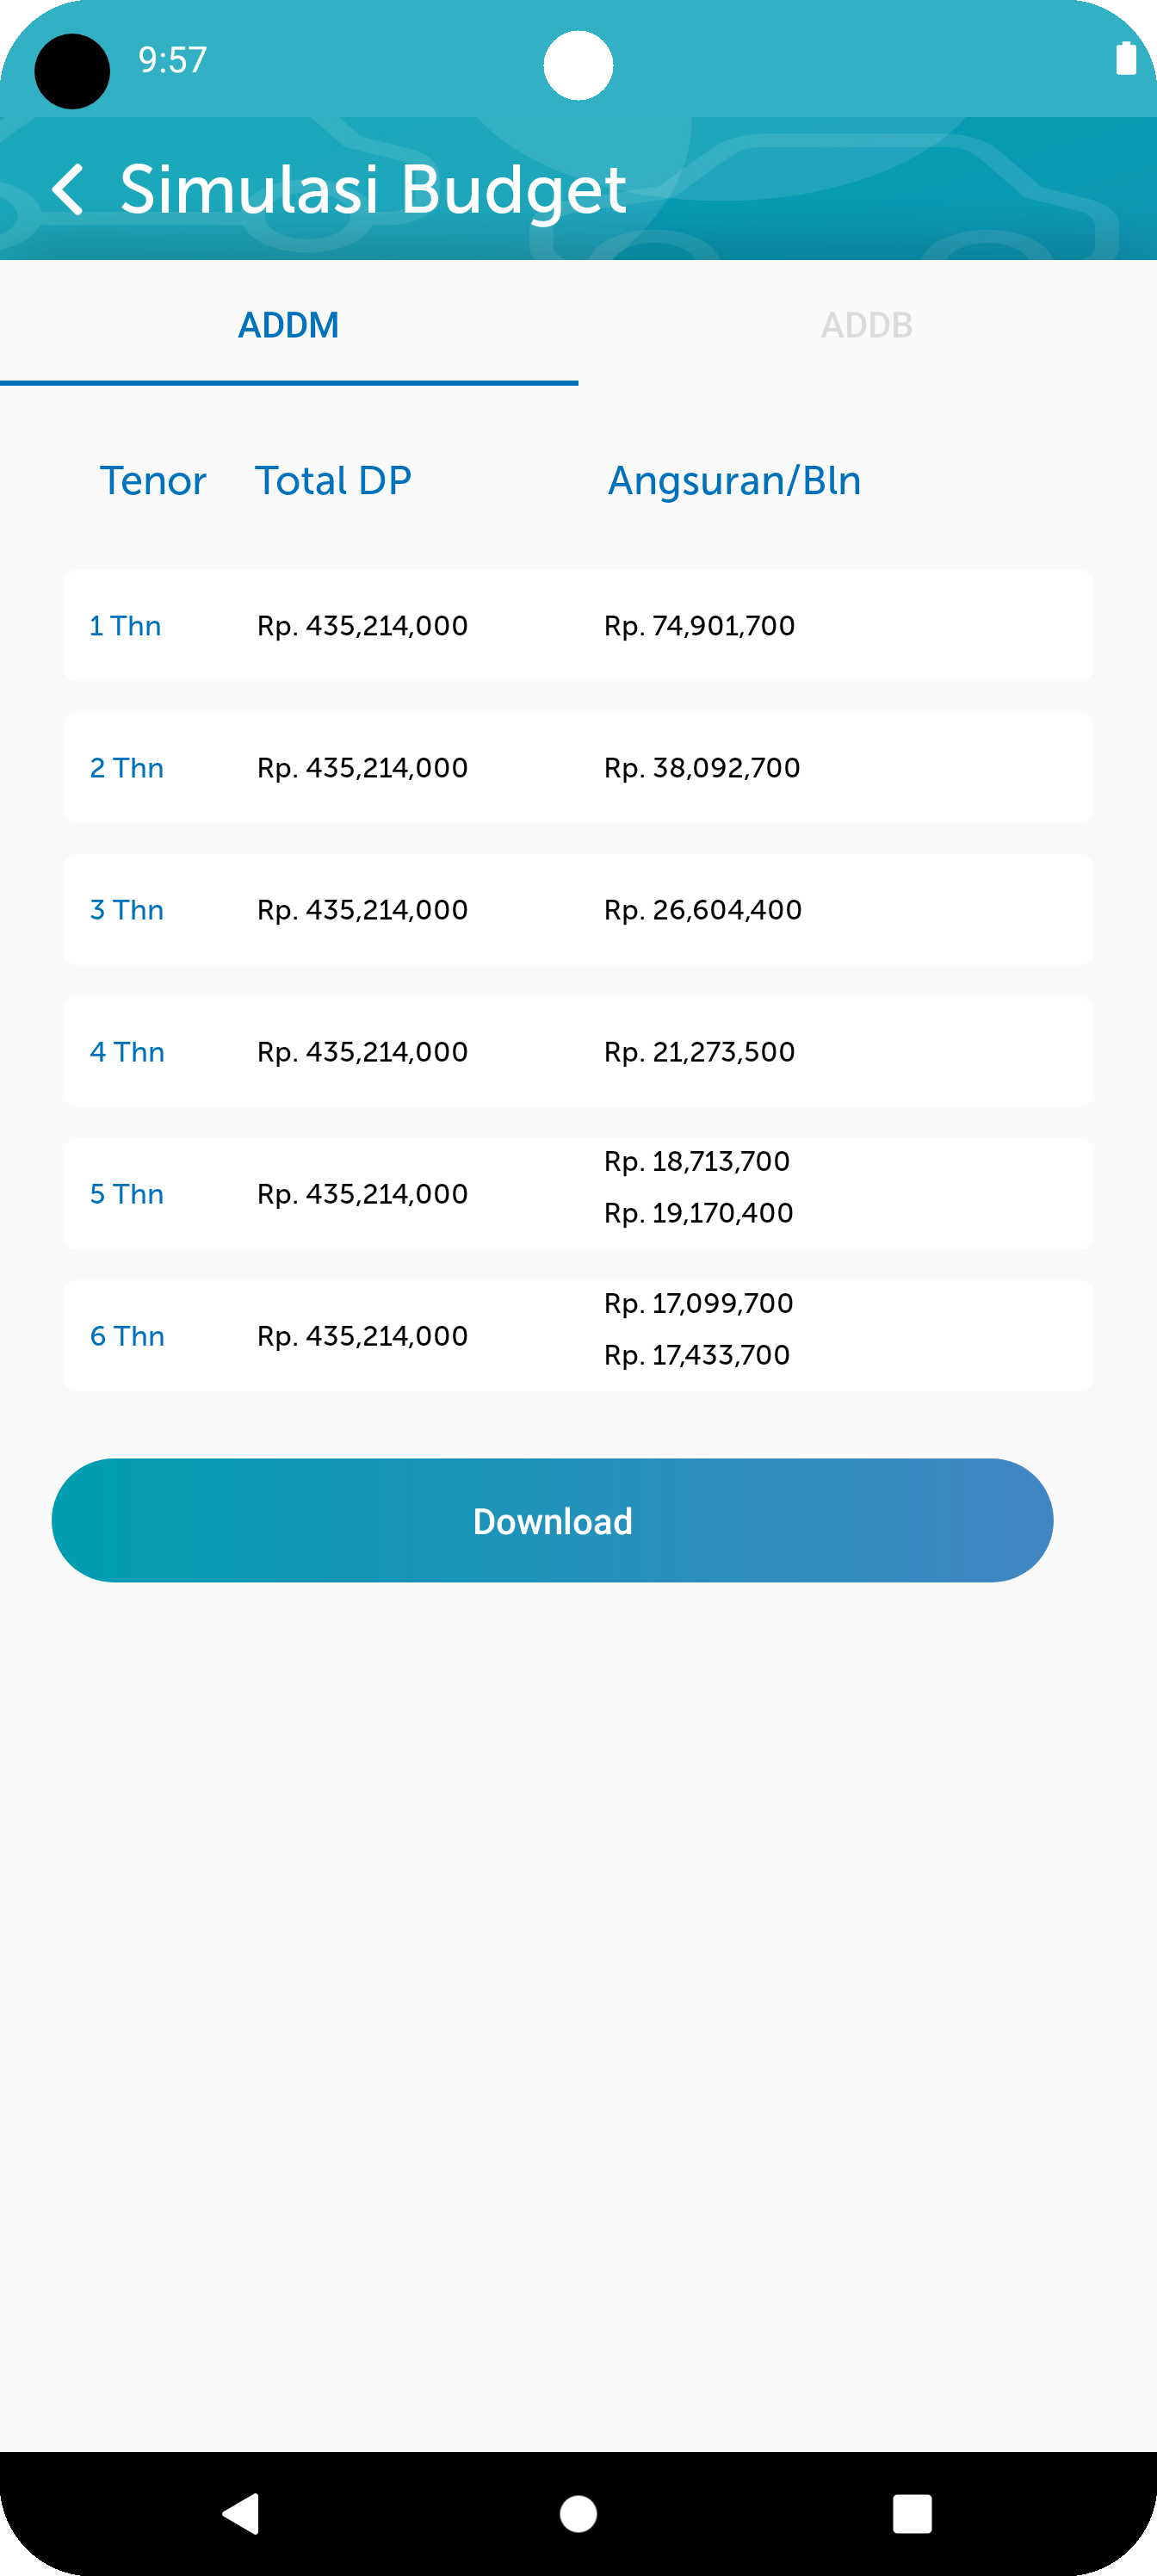 9:57
Simulasi Budget
ADDM ADDB
Tenor Total DP Angsuran/Bln
1 Thn Rp. 435,214,000 Rp. 74,901,700
2 Thn Rp. 435,214,000 Rp. 38,092,700
3 Thn Rp. 435,214,000 Rp. 26,604,400
4 Thn Rp. 435,214,000 Rp. 21,273,500
5 Thn Rp. 435,214,000 Rp. 18,713,700
Rp. 19,170,400
6 Thn Rp. 435,214,000 Rp. 17,099,700
Rp. 17,433,700
Download